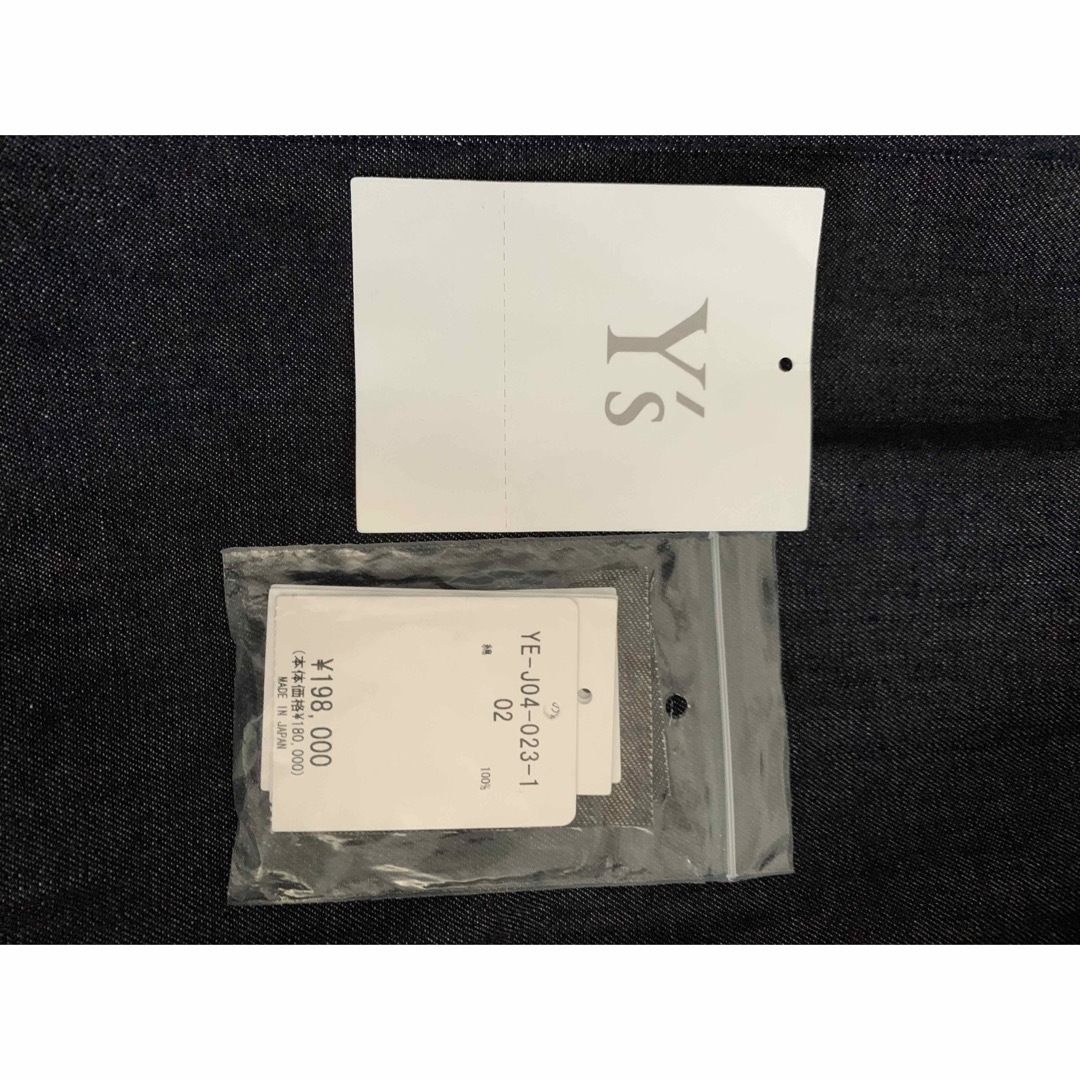 Y's
YE-J04-023-1
02
綿 100%
¥198,000
(本体価格¥180,000)
MADE IN JAPAN